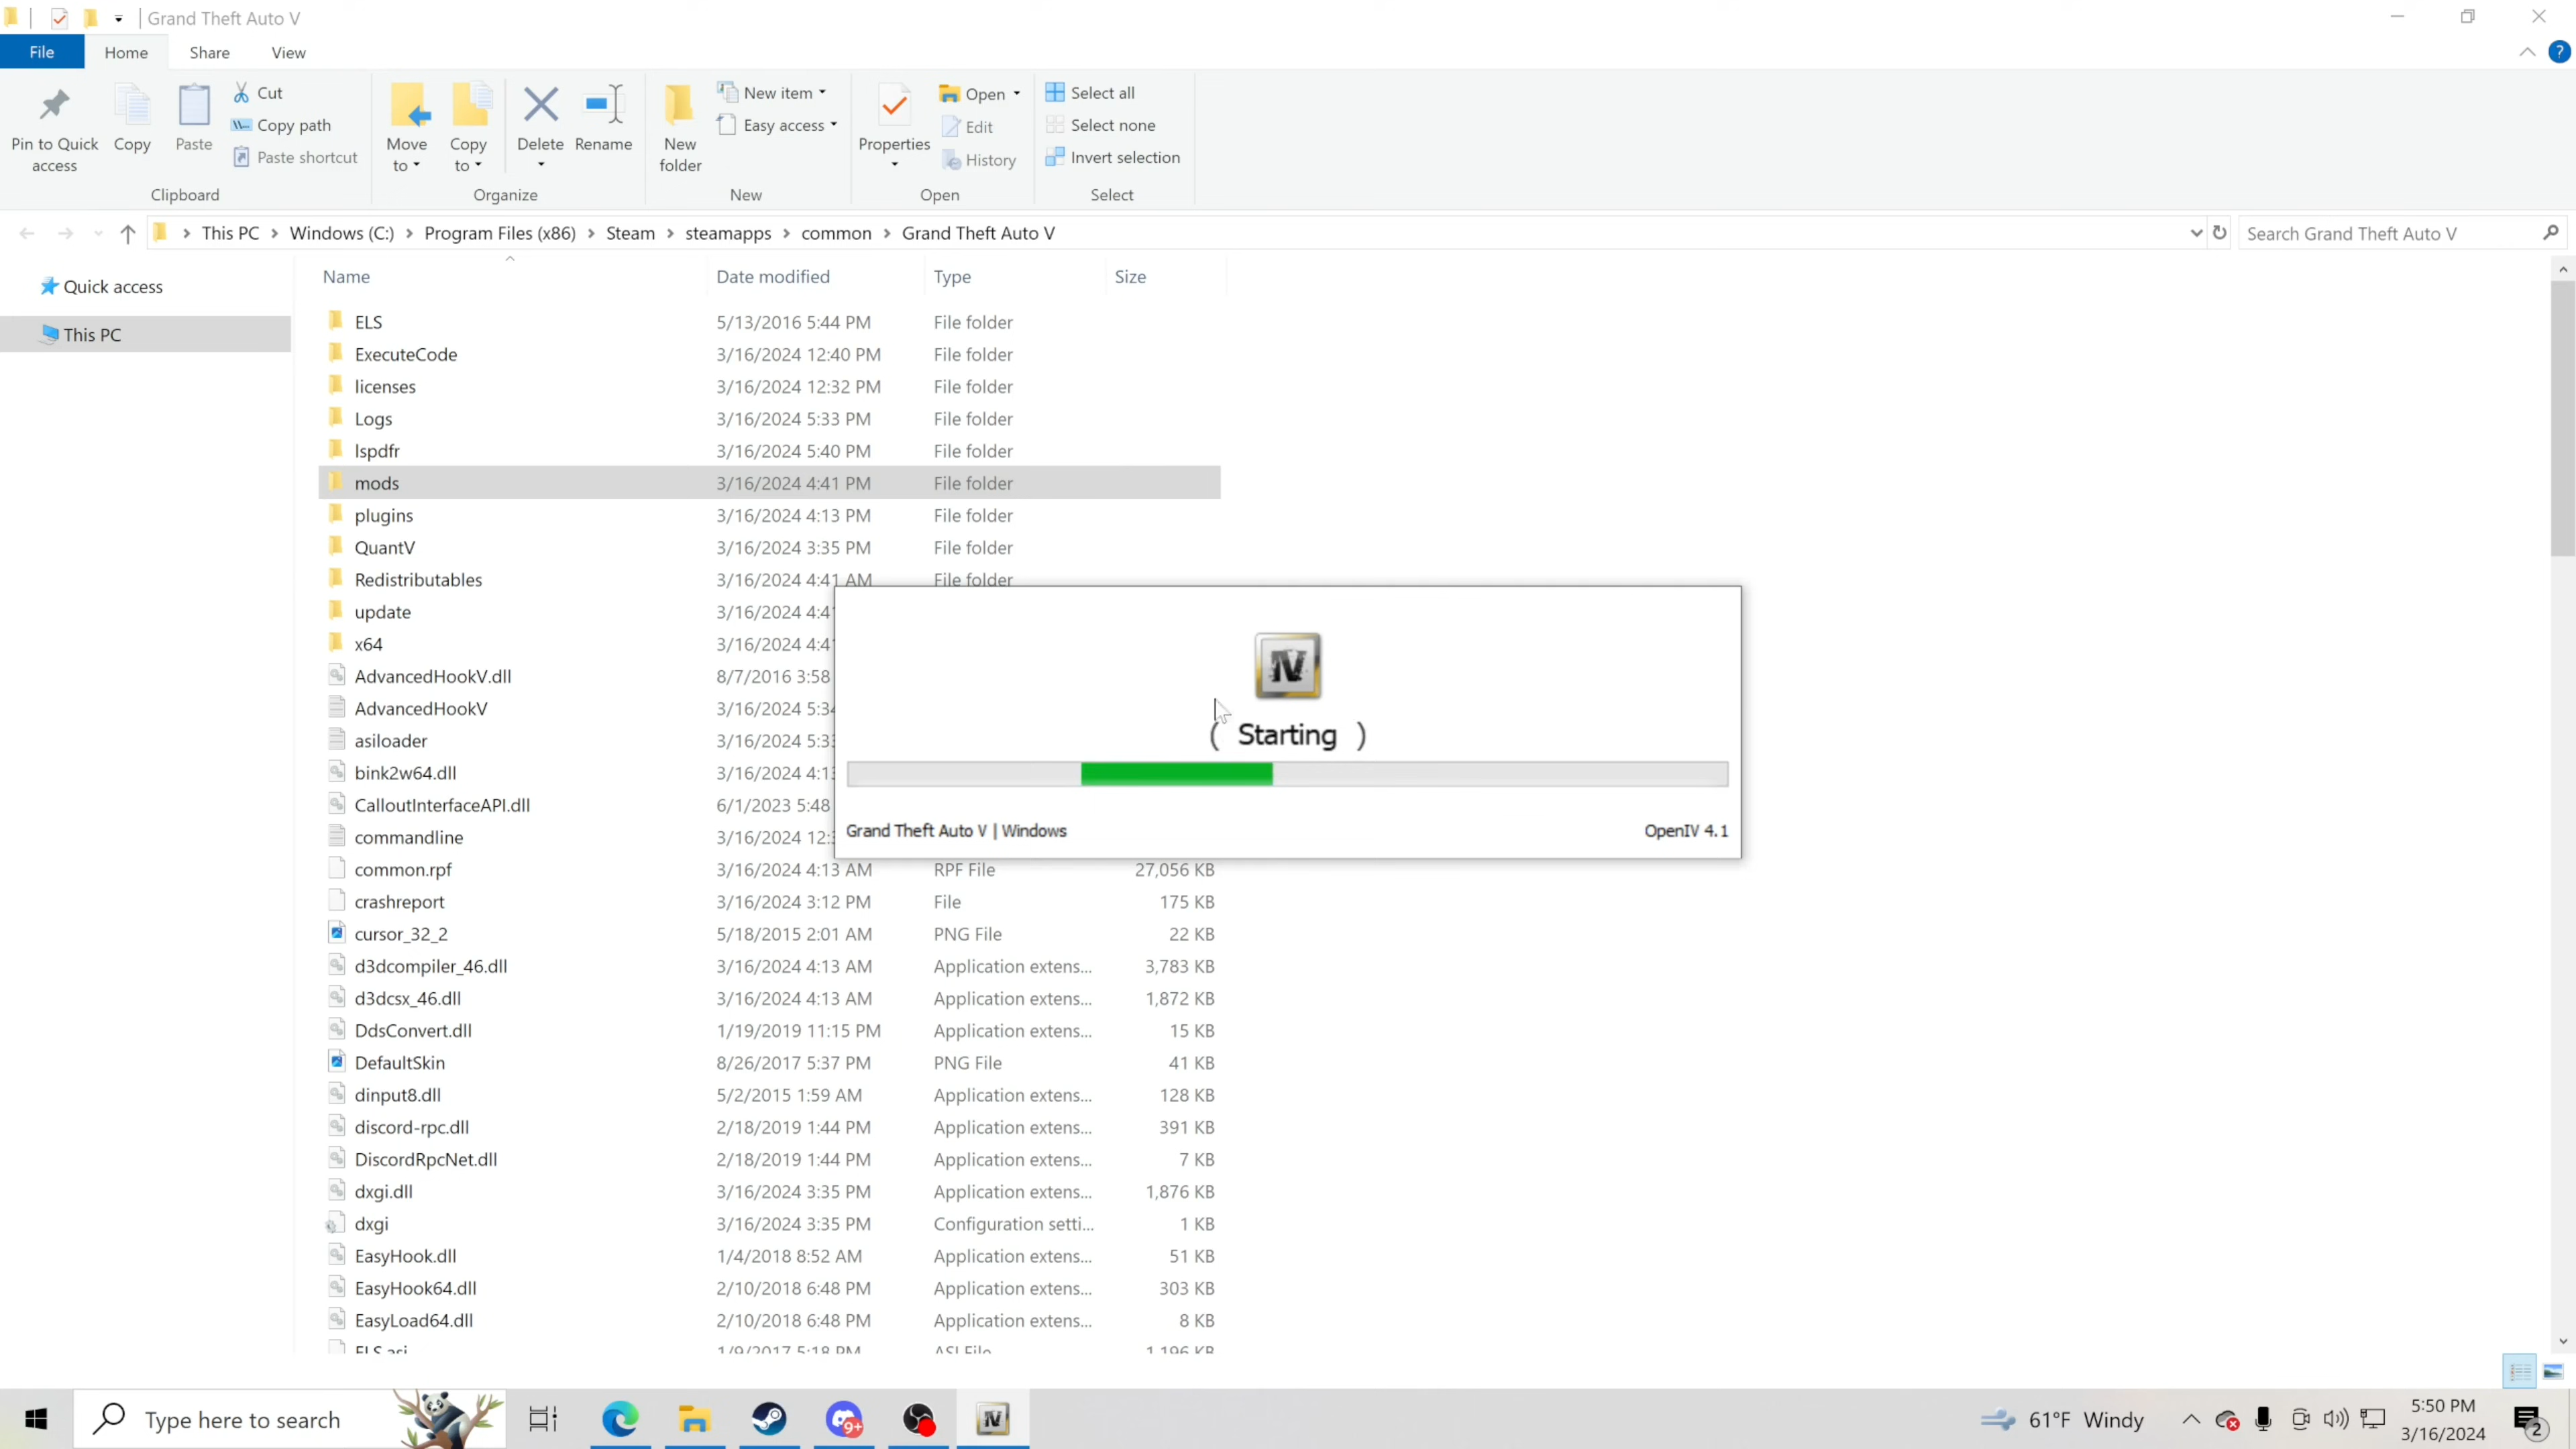 Grand Theft Auto V
File Home Share View
Pin to Quick access
Copy
Paste
Cut
Copy path
Paste shortcut
Clipboard
Move to
Copy to
Delete
Rename
Organize
New folder
New item
Easy access
New
Properties
Open
Edit
History
Open
Select all
Select none
Invert selection
Select
This PC > Windows (C:) > Program Files (x86) > Steam > steamapps > common > Grand Theft Auto V
Search Grand Theft Auto V
Quick access
This PC
Name Date modified Type Size
ELS 5/13/2016 5:44 PM File folder
ExecuteCode 3/16/2024 12:40 PM File folder
licenses 3/16/2024 12:32 PM File folder
Logs 3/16/2024 5:33 PM File folder
lspdfr 3/16/2024 5:40 PM File folder
mods 3/16/2024 4:41 PM File folder
plugins 3/16/2024 4:13 PM File folder
QuantV 3/16/2024 3:35 PM File folder
Redistributables 3/16/2024 4:41 AM File folder
update 3/16/2024 4:41
x64 3/16/2024 4:41
AdvancedHookV.dll 8/7/2016 3:58
AdvancedHookV 3/16/2024 5:34
asiloader 3/16/2024 5:33
bink2w64.dll 3/16/2024 4:13
CalloutInterfaceAPI.dll 6/1/2023 5:48
commandline 3/16/2024 12:3
common.rpf 3/16/2024 4:13 AM RPF File 27,056 KB
crashreport 3/16/2024 3:12 PM File 175 KB
cursor_32_2 5/18/2015 2:01 AM PNG File 22 KB
d3dcompiler_46.dll 3/16/2024 4:13 AM Application extens... 3,783 KB
d3dcsx_46.dll 3/16/2024 4:13 AM Application extens... 1,872 KB
DdsConvert.dll 1/19/2019 11:15 PM Application extens... 15 KB
DefaultSkin 8/26/2017 5:37 PM PNG File 41 KB
dinput8.dll 5/2/2015 1:59 AM Application extens... 128 KB
discord-rpc.dll 2/18/2019 1:44 PM Application extens... 391 KB
DiscordRpcNet.dll 2/18/2019 1:44 PM Application extens... 7 KB
dxgi.dll 3/16/2024 3:35 PM Application extens... 1,876 KB
dxgi 3/16/2024 3:35 PM Configuration setti... 1 KB
EasyHook.dll 1/4/2018 8:52 AM Application extens... 51 KB
EasyHook64.dll 2/10/2018 6:48 PM Application extens... 303 KB
EasyLoad64.dll 2/10/2018 6:48 PM Application extens... 8 KB
ELS.asi 1/9/2017 5:18 PM ASI File 1,196 KB
IV
( Starting )
Grand Theft Auto V | Windows OpenIV 4.1
Type here to search
9+
IV
61°F Windy
5:50 PM
3/16/2024
2